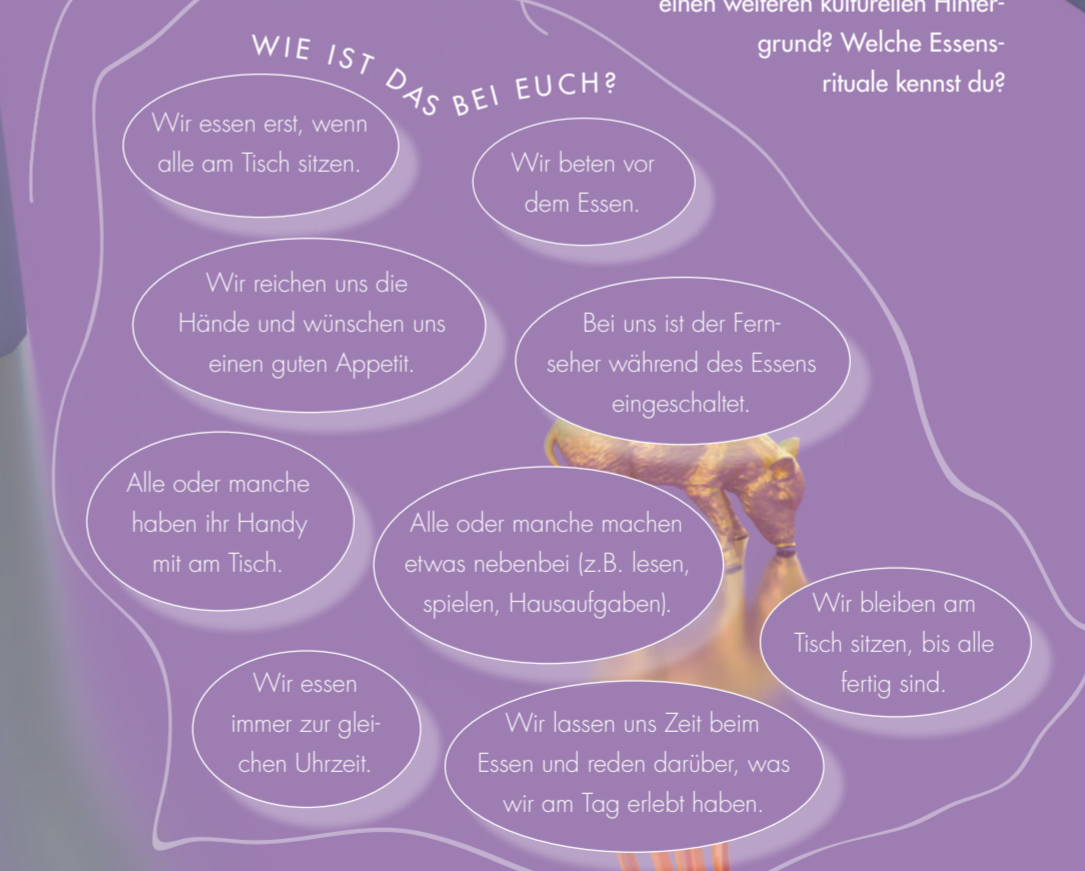 einen weiteren kulturellen Hinter-
grund? Welche Essens-
rituale kennst du?
WIE IST DAS BEI EUCH?
Wir essen erst, wenn
alle am Tisch sitzen.
Wir beten vor
dem Essen.
Wir reichen uns die
Hände und wünschen uns
einen guten Appetit.
Bei uns ist der Fern-
seher während des Essens
eingeschaltet.
Alle oder manche
haben ihr Handy
mit am Tisch.
Alle oder manche machen
etwas nebenbei (z.B. lesen,
spielen, Hausaufgaben).
Wir bleiben am
Tisch sitzen, bis alle
fertig sind.
Wir essen
immer zur glei-
chen Uhrzeit.
Wir lassen uns Zeit beim
Essen und reden darüber, was
wir am Tag erlebt haben.